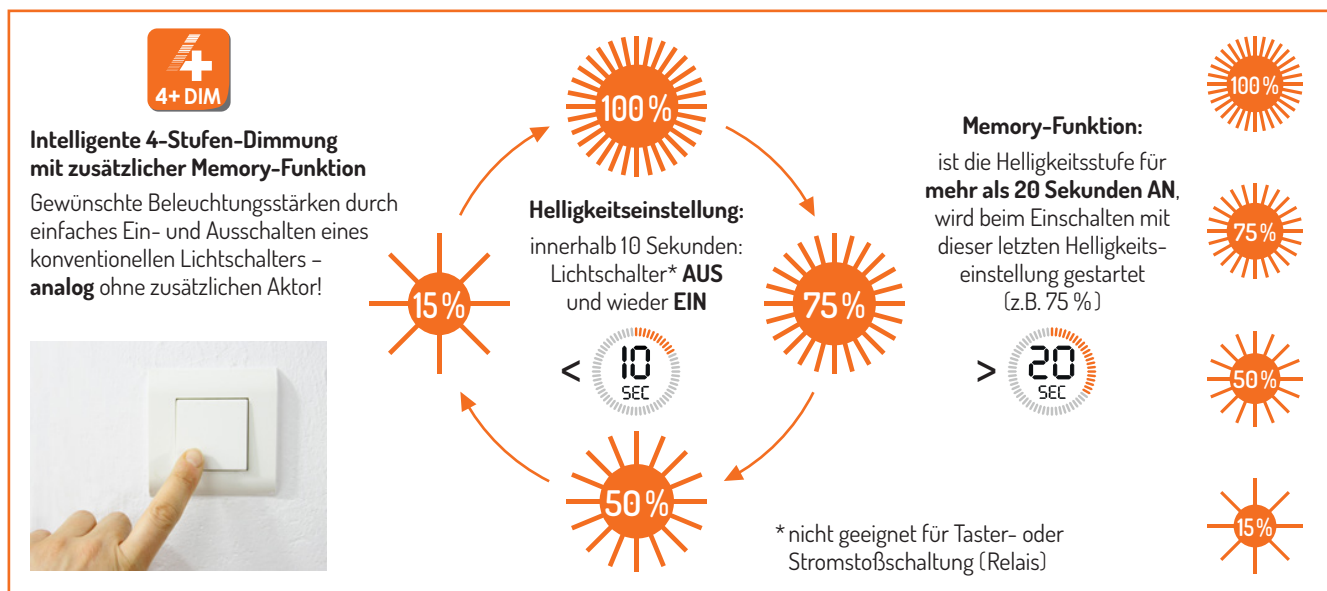 4+ DIM
Intelligente 4-Stufen-Dimmung
mit zusätzlicher Memory-Funktion
Gewünschte Beleuchtungsstärken durch
einfaches Ein- und Ausschalten eines
konventionellen Lichtschalters –
analog ohne zusätzlichen Aktor!
100 %
15 %
Helligkeitseinstellung:
innerhalb 10 Sekunden:
Lichtschalter* AUS
und wieder EIN
< 10
SEC
75 %
50 %
Memory-Funktion:
ist die Helligkeitsstufe für
mehr als 20 Sekunden AN,
wird beim Einschalten mit
dieser letzten Helligkeits-
einstellung gestartet
(z.B. 75 %)
> 20
SEC
* nicht geeignet für Taster- oder
Stromstoßschaltung (Relais)
100 %
75 %
50 %
15 %